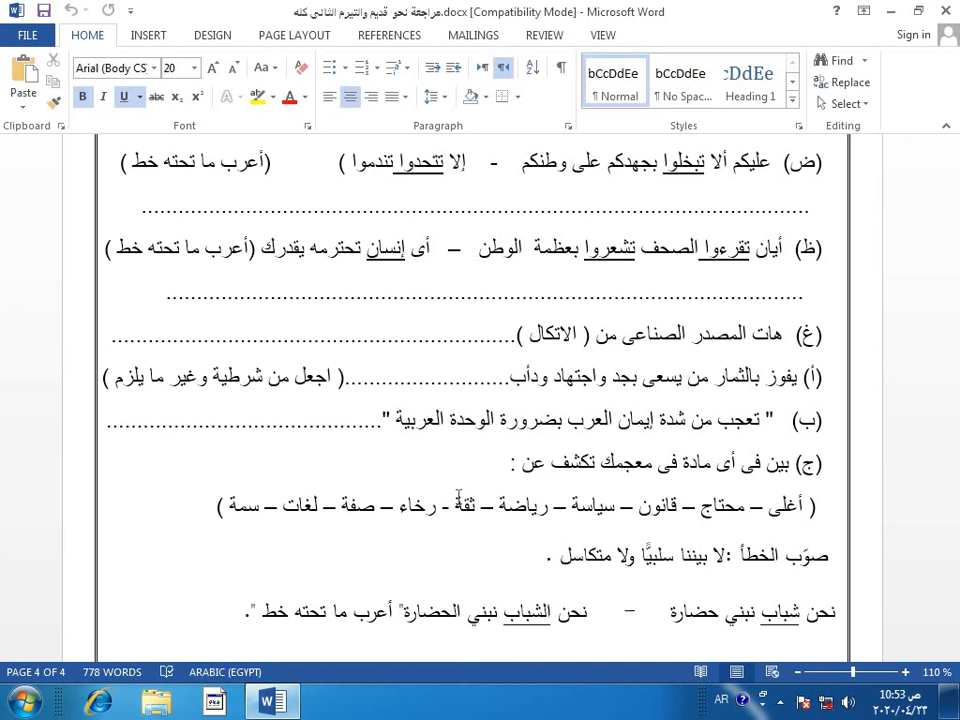 مراجعة نحو قديم والتيرم الثانى كله.docx [Compatibility Mode] - Microsoft Word
FILE HOME INSERT DESIGN PAGE LAYOUT REFERENCES MAILINGS REVIEW VIEW Sign in
Paste
Arial (Body CS) 20
B I U abc X₂ X²
AaBbCcDdEe
Find
Replace
Select
¶ Normal ¶ No Spac... Heading 1
Clipboard Font Paragraph Styles Editing
(ض) عليكم ألا تبخلوا بجهدكم على وطنكم - إلا تتحدوا تندموا ) (أعرب ما تحته خط )
..............................................................................................................
(ظ) أيان تقرءوا الصحف تشعروا بعظمة الوطن – أى إنسان تحترمه يقدرك (أعرب ما تحته خط )
.........................................................................................................
(غ) هات المصدر الصناعى من ( الاتكال )..................................................................
(أ) يفوز بالثمار من يسعى بجد واجتهاد ودأب...........................( اجعل من شرطية وغير ما يلزم )
(ب) " تعجب من شدة إيمان العرب بضرورة الوحدة العربية ".............................................
(ج) بين فى أى مادة فى معجمك تكشف عن :
( أغلى – محتاج – قانون – سياسة – رياضة – ثقة - رخاء – صفة – لغات – سمة )
صوّب الخطأ :لا بيننا سلبيًّا ولا متكاسل .
نحن شباب نبني حضارة – نحن الشباب نبني الحضارة" أعرب ما تحته خط ".
PAGE 4 OF 4 778 WORDS ARABIC (EGYPT) 110 %
AR 10:53 ص
٢٠٢٠/٠٤/٢٣